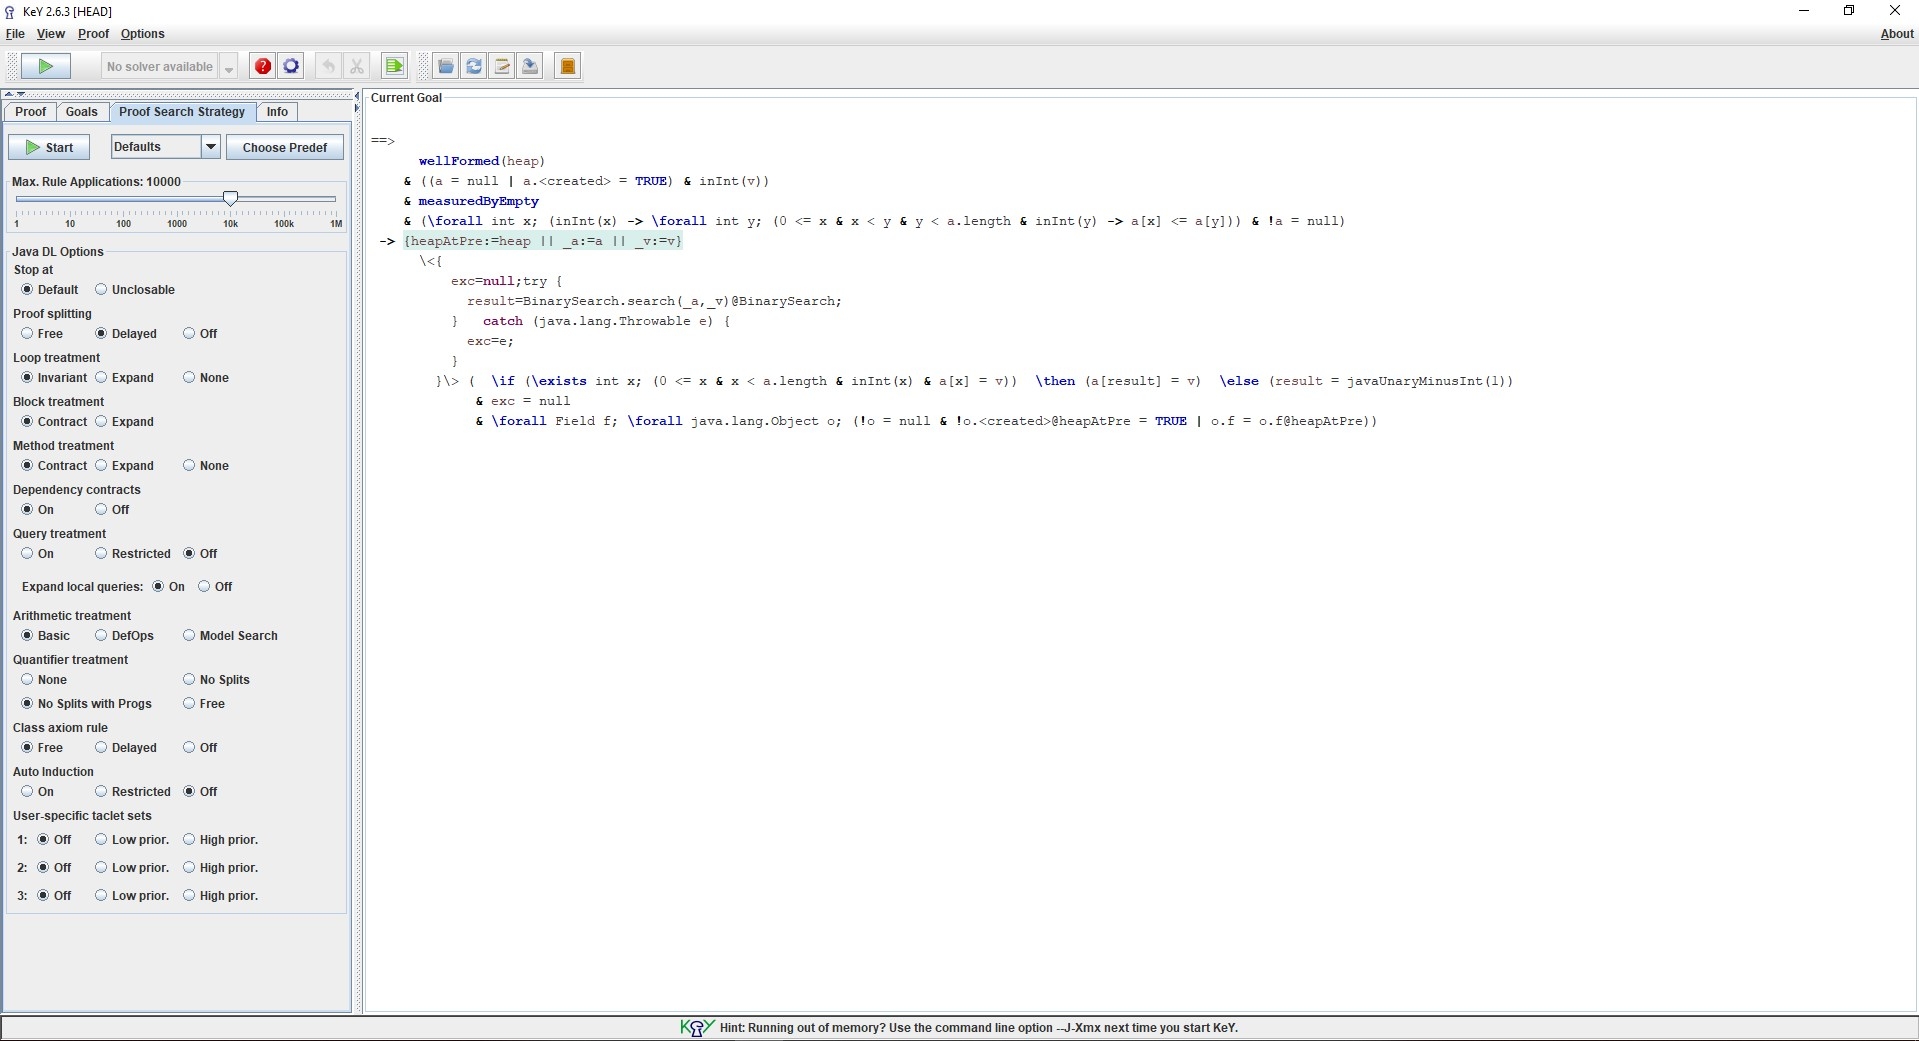 KeY 2.6.3 [HEAD]
File View Proof Options About
No solver available
Proof Goals Proof Search Strategy Info
Start Defaults Choose Predef
Max. Rule Applications: 10000
1 10 100 1000 10k 100k 1M
Java DL Options
Stop at
Default Unclosable
Proof splitting
Free Delayed Off
Loop treatment
Invariant Expand None
Block treatment
Contract Expand
Method treatment
Contract Expand None
Dependency contracts
On Off
Query treatment
On Restricted Off
Expand local queries: On Off
Arithmetic treatment
Basic DefOps Model Search
Quantifier treatment
None No Splits
No Splits with Progs Free
Class axiom rule
Free Delayed Off
Auto Induction
On Restricted Off
User-specific taclet sets
1: Off Low prior. High prior.
2: Off Low prior. High prior.
3: Off Low prior. High prior.
Current Goal
==>
wellFormed(heap)
& ((a = null | a.<created> = TRUE) & inInt(v))
& measuredByEmpty
& (\forall int x; (inInt(x) -> \forall int y; (0 <= x & x < y & y < a.length & inInt(y) -> a[x] <= a[y])) & !a = null)
-> {heapAtPre:=heap || _a:=a || _v:=v}
\<{
exc=null;try {
result=BinarySearch.search(_a,_v)@BinarySearch;
} catch (java.lang.Throwable e) {
exc=e;
}
}\> ( \if (\exists int x; (0 <= x & x < a.length & inInt(x) & a[x] = v)) \then (a[result] = v) \else (result = javaUnaryMinusInt(1))
& exc = null
& \forall Field f; \forall java.lang.Object o; (!o = null & !o.<created>@heapAtPre = TRUE | o.f = o.f@heapAtPre))
KeY Hint: Running out of memory? Use the command line option --J-Xmx next time you start KeY.